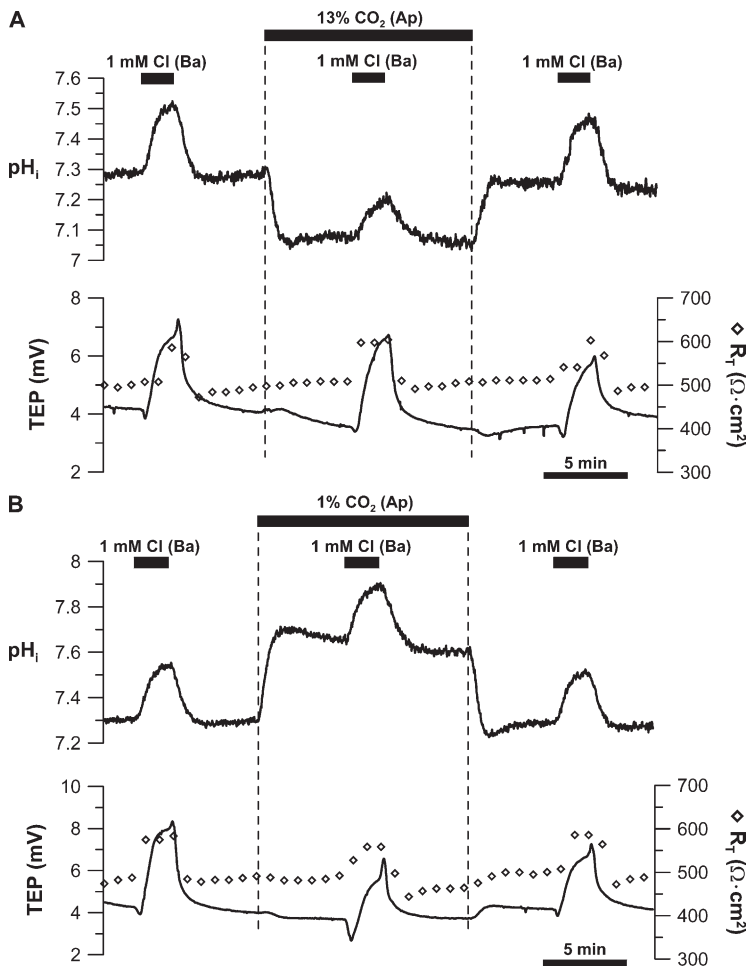 A
13% CO₂ (Ap)
1 mM Cl (Ba) 1 mM Cl (Ba) 1 mM Cl (Ba)
7.6
7.5
7.4
pHᵢ 7.3
7.2
7.1
7
8 700
600
6
TEP (mV) 500 ◇ R_T (Ω·cm²)
4 400
5 min
2 300
B
1% CO₂ (Ap)
1 mM Cl (Ba) 1 mM Cl (Ba) 1 mM Cl (Ba)
8
7.8
pHᵢ 7.6
7.4
7.2
10 700
8 600
TEP (mV) 6 500 ◇ R_T (Ω·cm²)
4 400
5 min
2 300